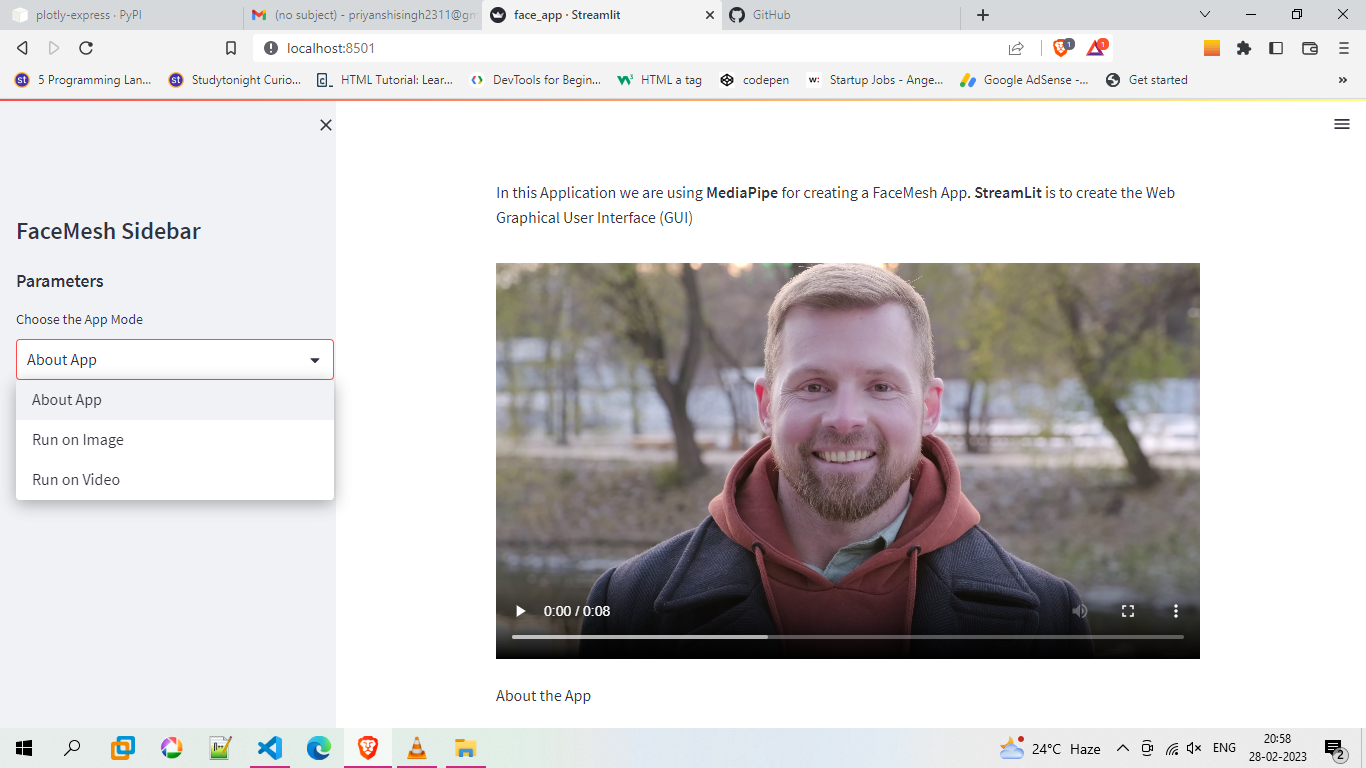 plotly-express · PyPI
(no subject) - priyanshisingh2311@gm
face_app · Streamlit
GitHub
localhost:8501
1
1
5 Programming Lan...
Studytonight Curio...
HTML Tutorial: Lear...
DevTools for Begin...
HTML a tag
codepen
Startup Jobs - Ange...
Google AdSense -...
Get started
»
In this Application we are using MediaPipe for creating a FaceMesh App. StreamLit is to create the Web
Graphical User Interface (GUI)
FaceMesh Sidebar
Parameters
Choose the App Mode
About App
About App
Run on Image
Run on Video
0:00 / 0:08
About the App
24°C Haze
ENG
20:58
28-02-2023
2